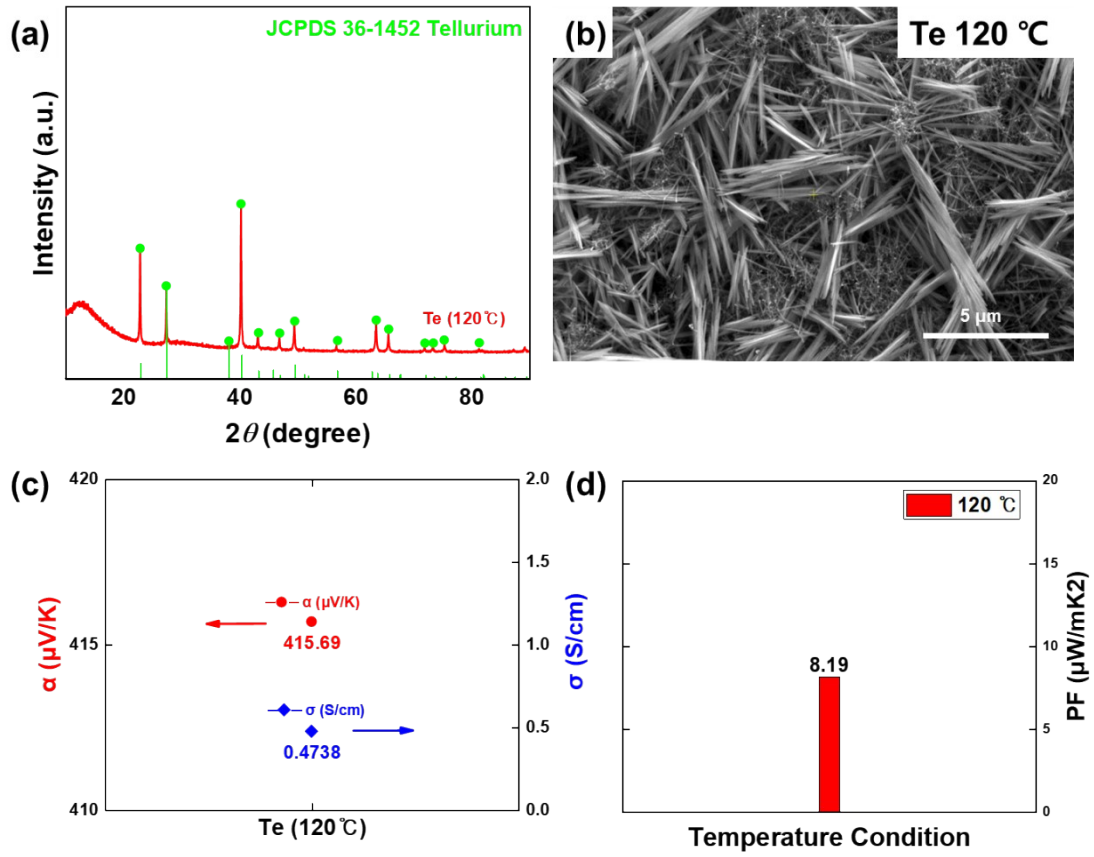 (a)
JCPDS 36-1452 Tellurium
Intensity (a.u.)
Te (120℃)
20
40
60
80
2θ (degree)
(b)
Te 120 ℃
5 μm
(c)
420
415
410
α (μV/K)
α (μV/K)
415.69
σ (S/cm)
0.4738
2.0
1.5
1.0
0.5
0.0
σ (S/cm)
Te (120℃)
(d)
120 ℃
8.19
20
15
10
5
0
PF (μW/mK2)
Temperature Condition